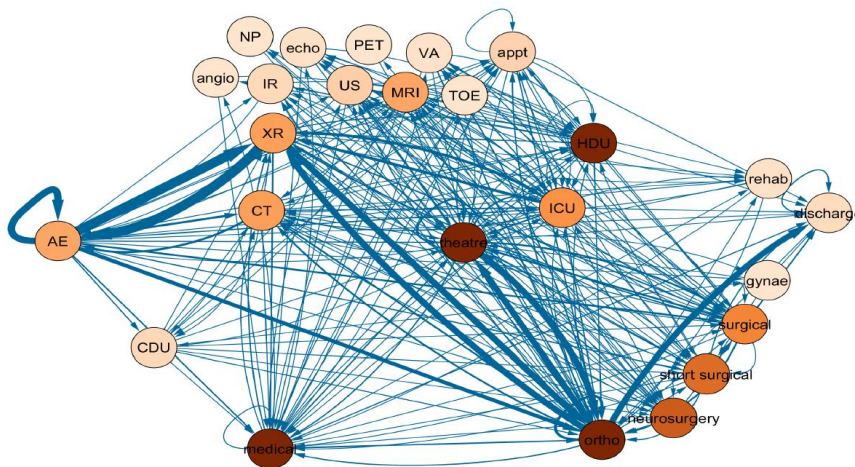 NP
echo
PET
VA
appt
angio
IR
US
MRI
TOE
XR
HDU
rehab
CT
ICU
discharge
AE
theatre
gynae
surgical
CDU
short surgical
neurosurgery
medical
ortho